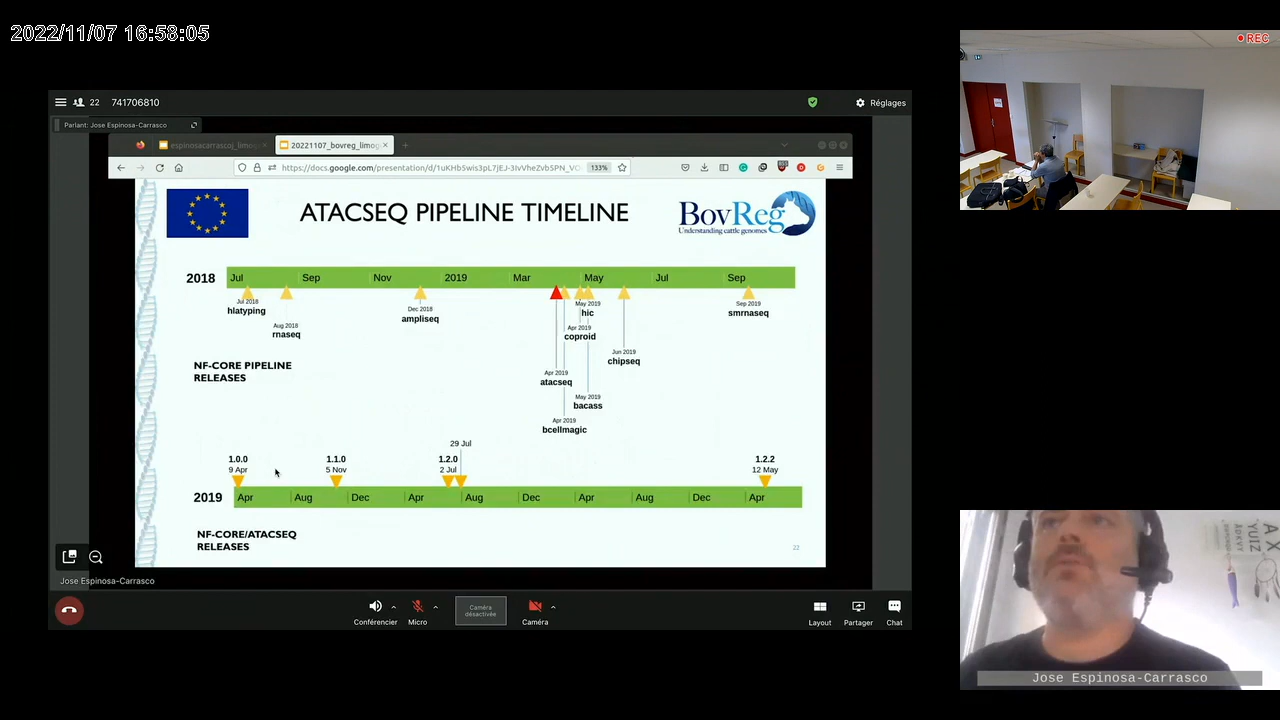 2022/11/07 16:58:05
REC
22 741706810
Réglages
Parlant: Jose Espinosa-Carrasco
espinosacarrascoj_limog
20221107_bovreg_limog
https://docs.google.com/presentation/d/
133%
ATACSEQ PIPELINE TIMELINE
BovReg
Understanding cattle genomes
2018 Jul Sep Nov 2019 Mar May Jul Sep
Jul 2018
hlatyping
Aug 2018
rnaseq
Dec 2018
ampliseq
May 2019
hic
Apr 2019
coproid
Jun 2019
chipseq
Sep 2019
smrnaseq
NF-CORE PIPELINE
RELEASES
Apr 2019
atacseq
May 2019
bacass
Apr 2019
bcellmagic
29 Jul
1.0.0
9 Apr
1.1.0
5 Nov
1.2.0
2 Jul
1.2.2
12 May
2019 Apr Aug Dec Apr Aug Dec Apr Aug Dec Apr
NF-CORE/ATACSEQ
RELEASES
22
Jose Espinosa-Carrasco
Conférencier
Micro
Caméra
désactivée
Caméra
Layout
Partager
Chat
Jose Espinosa-Carrasco